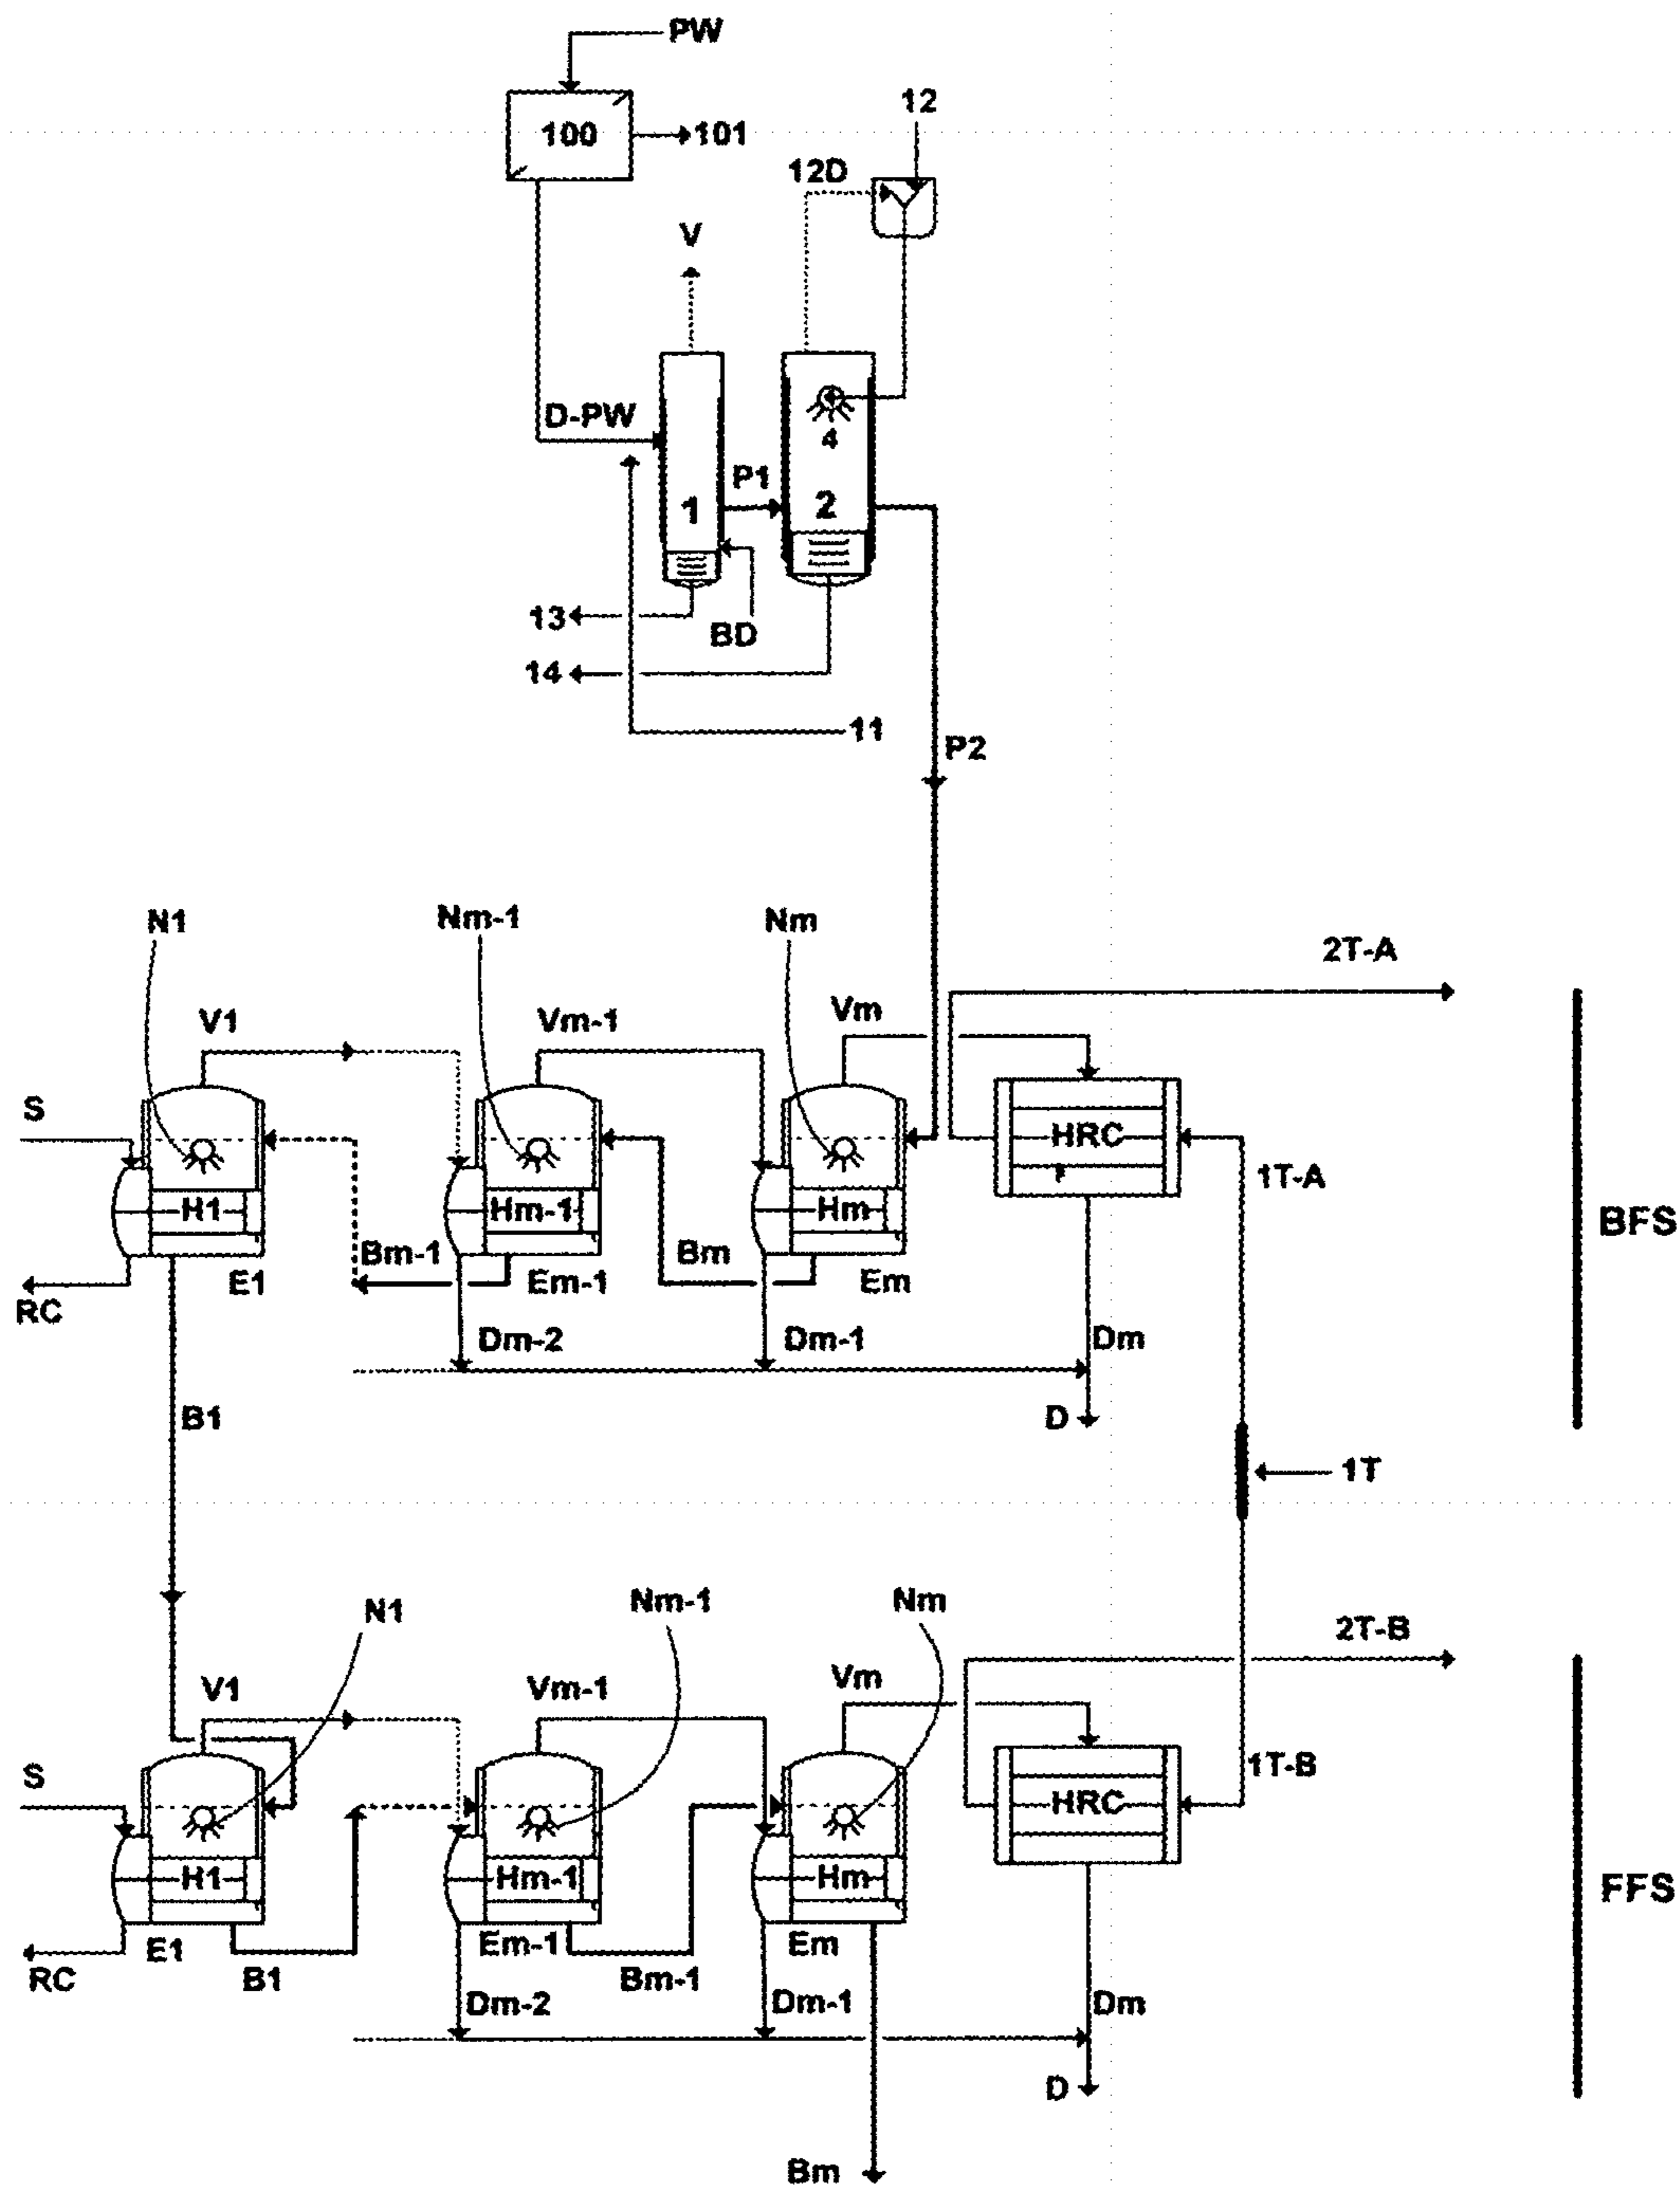 PW
100
101
12
12D
V
D-PW
4
P1
1
2
13
BD
14
11
P2
N1
Nm-1
Nm
2T-A
V1
Vm-1
Vm
S
HRC
1T-A
H1
Hm-1
Hm
BFS
Bm-1
Bm
E1
Em-1
Em
RC
Dm-2
Dm-1
Dm
B1
D
1T
N1
Nm-1
Nm
2T-B
V1
Vm-1
Vm
S
1T-B
HRC
H1
Hm-1
Hm
FFS
E1
Em-1
Em
RC
B1
Bm-1
Dm-2
Dm-1
Dm
D
Bm